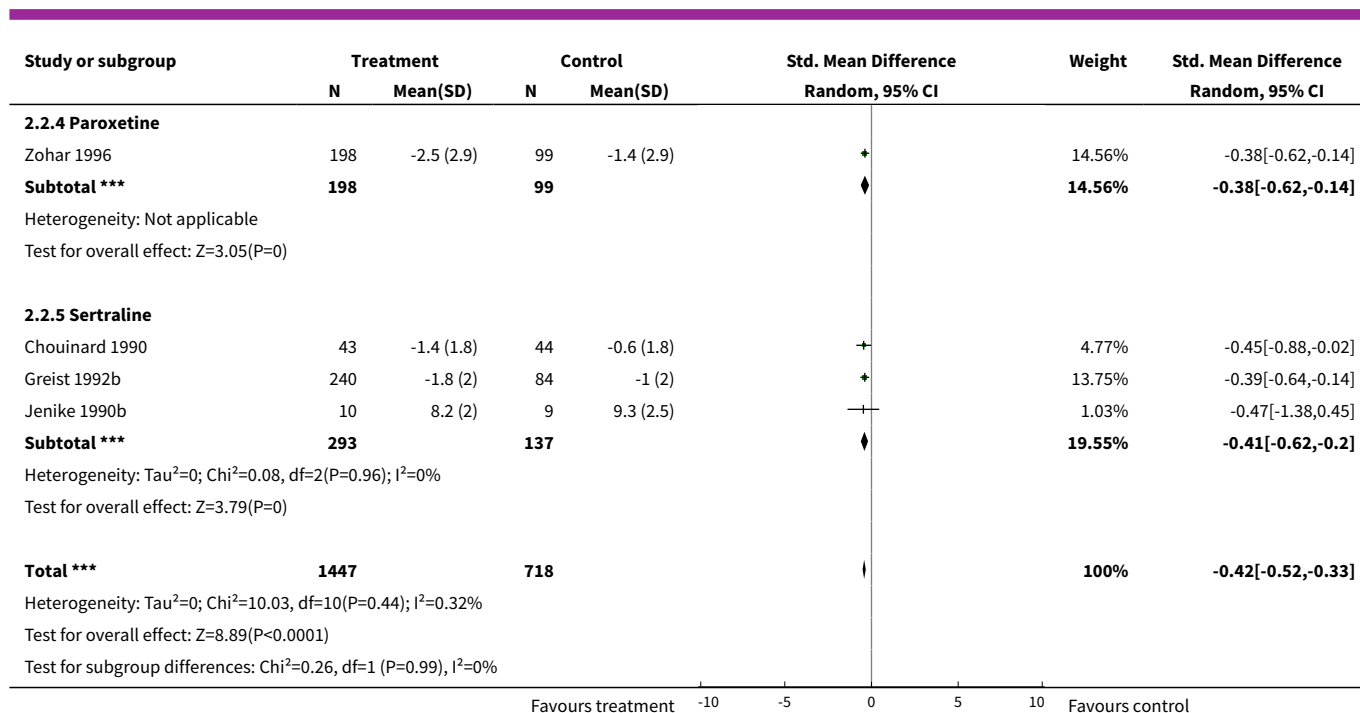 Study or subgroup Treatment Control Std. Mean Difference Weight Std. Mean Difference
N Mean(SD) N Mean(SD) Random, 95% CI Random, 95% CI
2.2.4 Paroxetine
Zohar 1996 198 -2.5 (2.9) 99 -1.4 (2.9) 14.56% -0.38[-0.62,-0.14]
Subtotal *** 198 99 14.56% -0.38[-0.62,-0.14]
Heterogeneity: Not applicable
Test for overall effect: Z=3.05(P=0)
2.2.5 Sertraline
Chouinard 1990 43 -1.4 (1.8) 44 -0.6 (1.8) 4.77% -0.45[-0.88,-0.02]
Greist 1992b 240 -1.8 (2) 84 -1 (2) 13.75% -0.39[-0.64,-0.14]
Jenike 1990b 10 8.2 (2) 9 9.3 (2.5) 1.03% -0.47[-1.38,0.45]
Subtotal *** 293 137 19.55% -0.41[-0.62,-0.2]
Heterogeneity: Tau²=0; Chi²=0.08, df=2(P=0.96); I²=0%
Test for overall effect: Z=3.79(P=0)
Total *** 1447 718 100% -0.42[-0.52,-0.33]
Heterogeneity: Tau²=0; Chi²=10.03, df=10(P=0.44); I²=0.32%
Test for overall effect: Z=8.89(P<0.0001)
Test for subgroup differences: Chi²=0.26, df=1 (P=0.99), I²=0%
Favours treatment -10 -5 0 5 10 Favours control